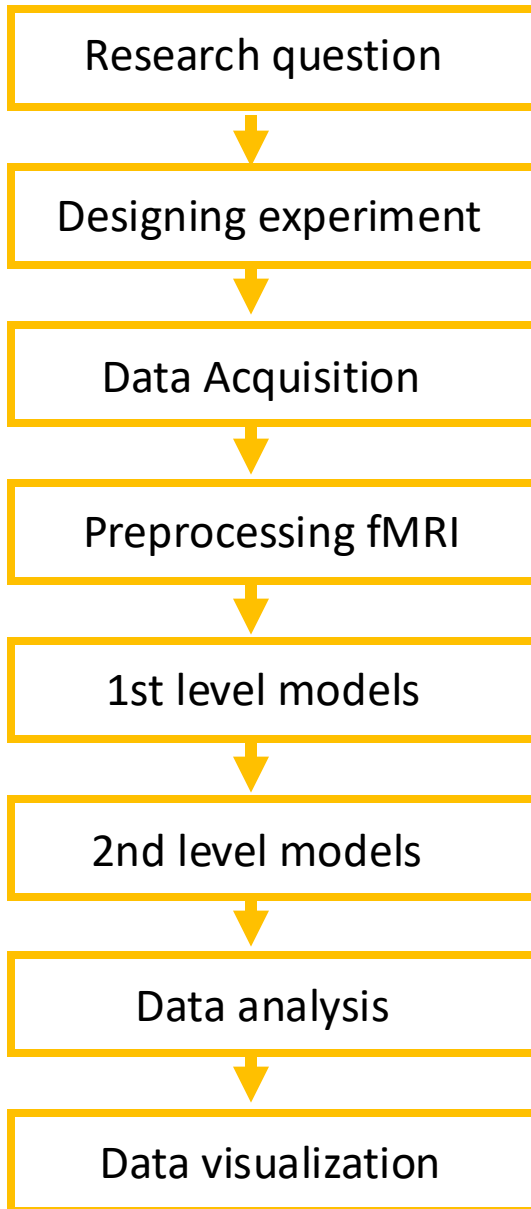 Research question
Designing experiment
Data Acquisition
Preprocessing fMRI
1st level models
2nd level models
Data analysis
Data visualization